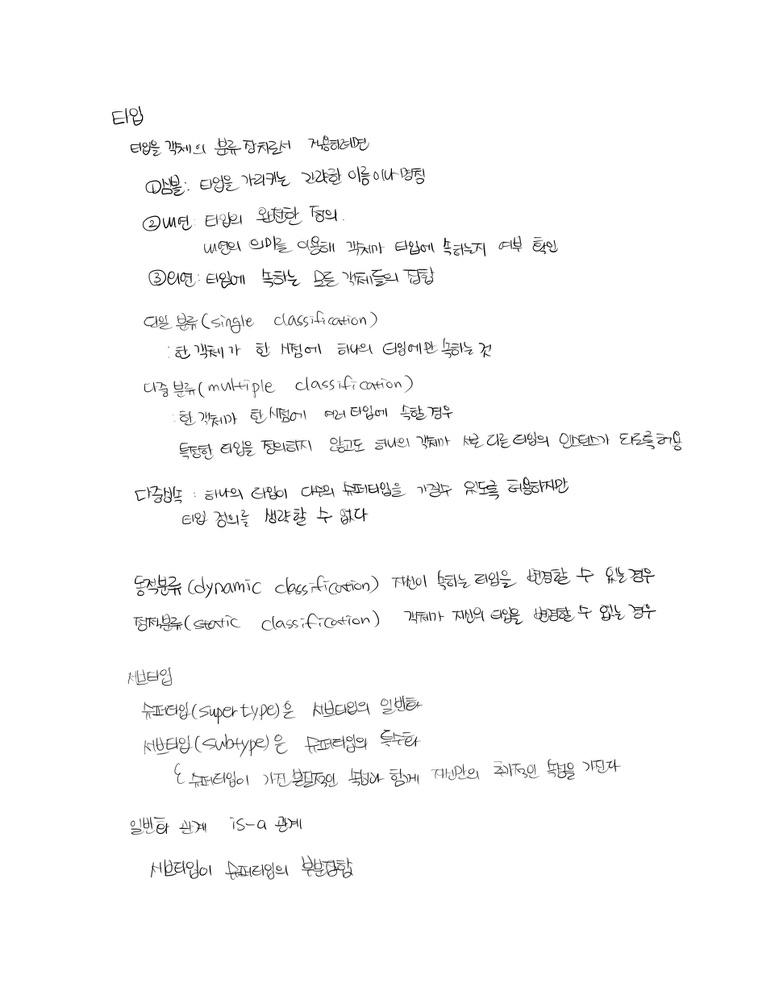 타입
타입을 객체의 분류 장치로서 적용하려면
①심볼: 타입을 가리키는 간략한 이름이나 명칭
②내연: 타입의 완전한 정의.
내연의 의미를 이용해 객체가 타입에 속하는지 여부 확인
③외연: 타입에 속하는 모든 객체들의 집합
단일 분류(single classification)
: 한 객체가 한 시점에 하나의 타입에만 속하는 것
다중 분류(multiple classification)
: 한 객체가 한 시점에 여러 타입에 속할 경우
특정한 타입을 정의하지 않고도 하나의 객체가 서로 다른 타입의 인스턴스가 되도록 허용
다중상속 : 하나의 타입이 다수의 슈퍼타입을 가질 수 있도록 허용하지만
타입 정의를 생략할 수 없다
동적분류(dynamic classification) 자신이 속하는 타입을 변경할 수 있는 경우
정적분류(static classification) 객체가 자신의 타입을 변경할 수 없는 경우
서브타입
슈퍼타입(supertype)은 서브타입의 일반화
서브타입(subtype)은 슈퍼타입의 특수화
슈퍼타입이 가진 본질적인 속성과 함께 자신만의 추가적인 속성을 가진다
일반화 관계 is-a 관계
서브타입이 슈퍼타입의 부분집합